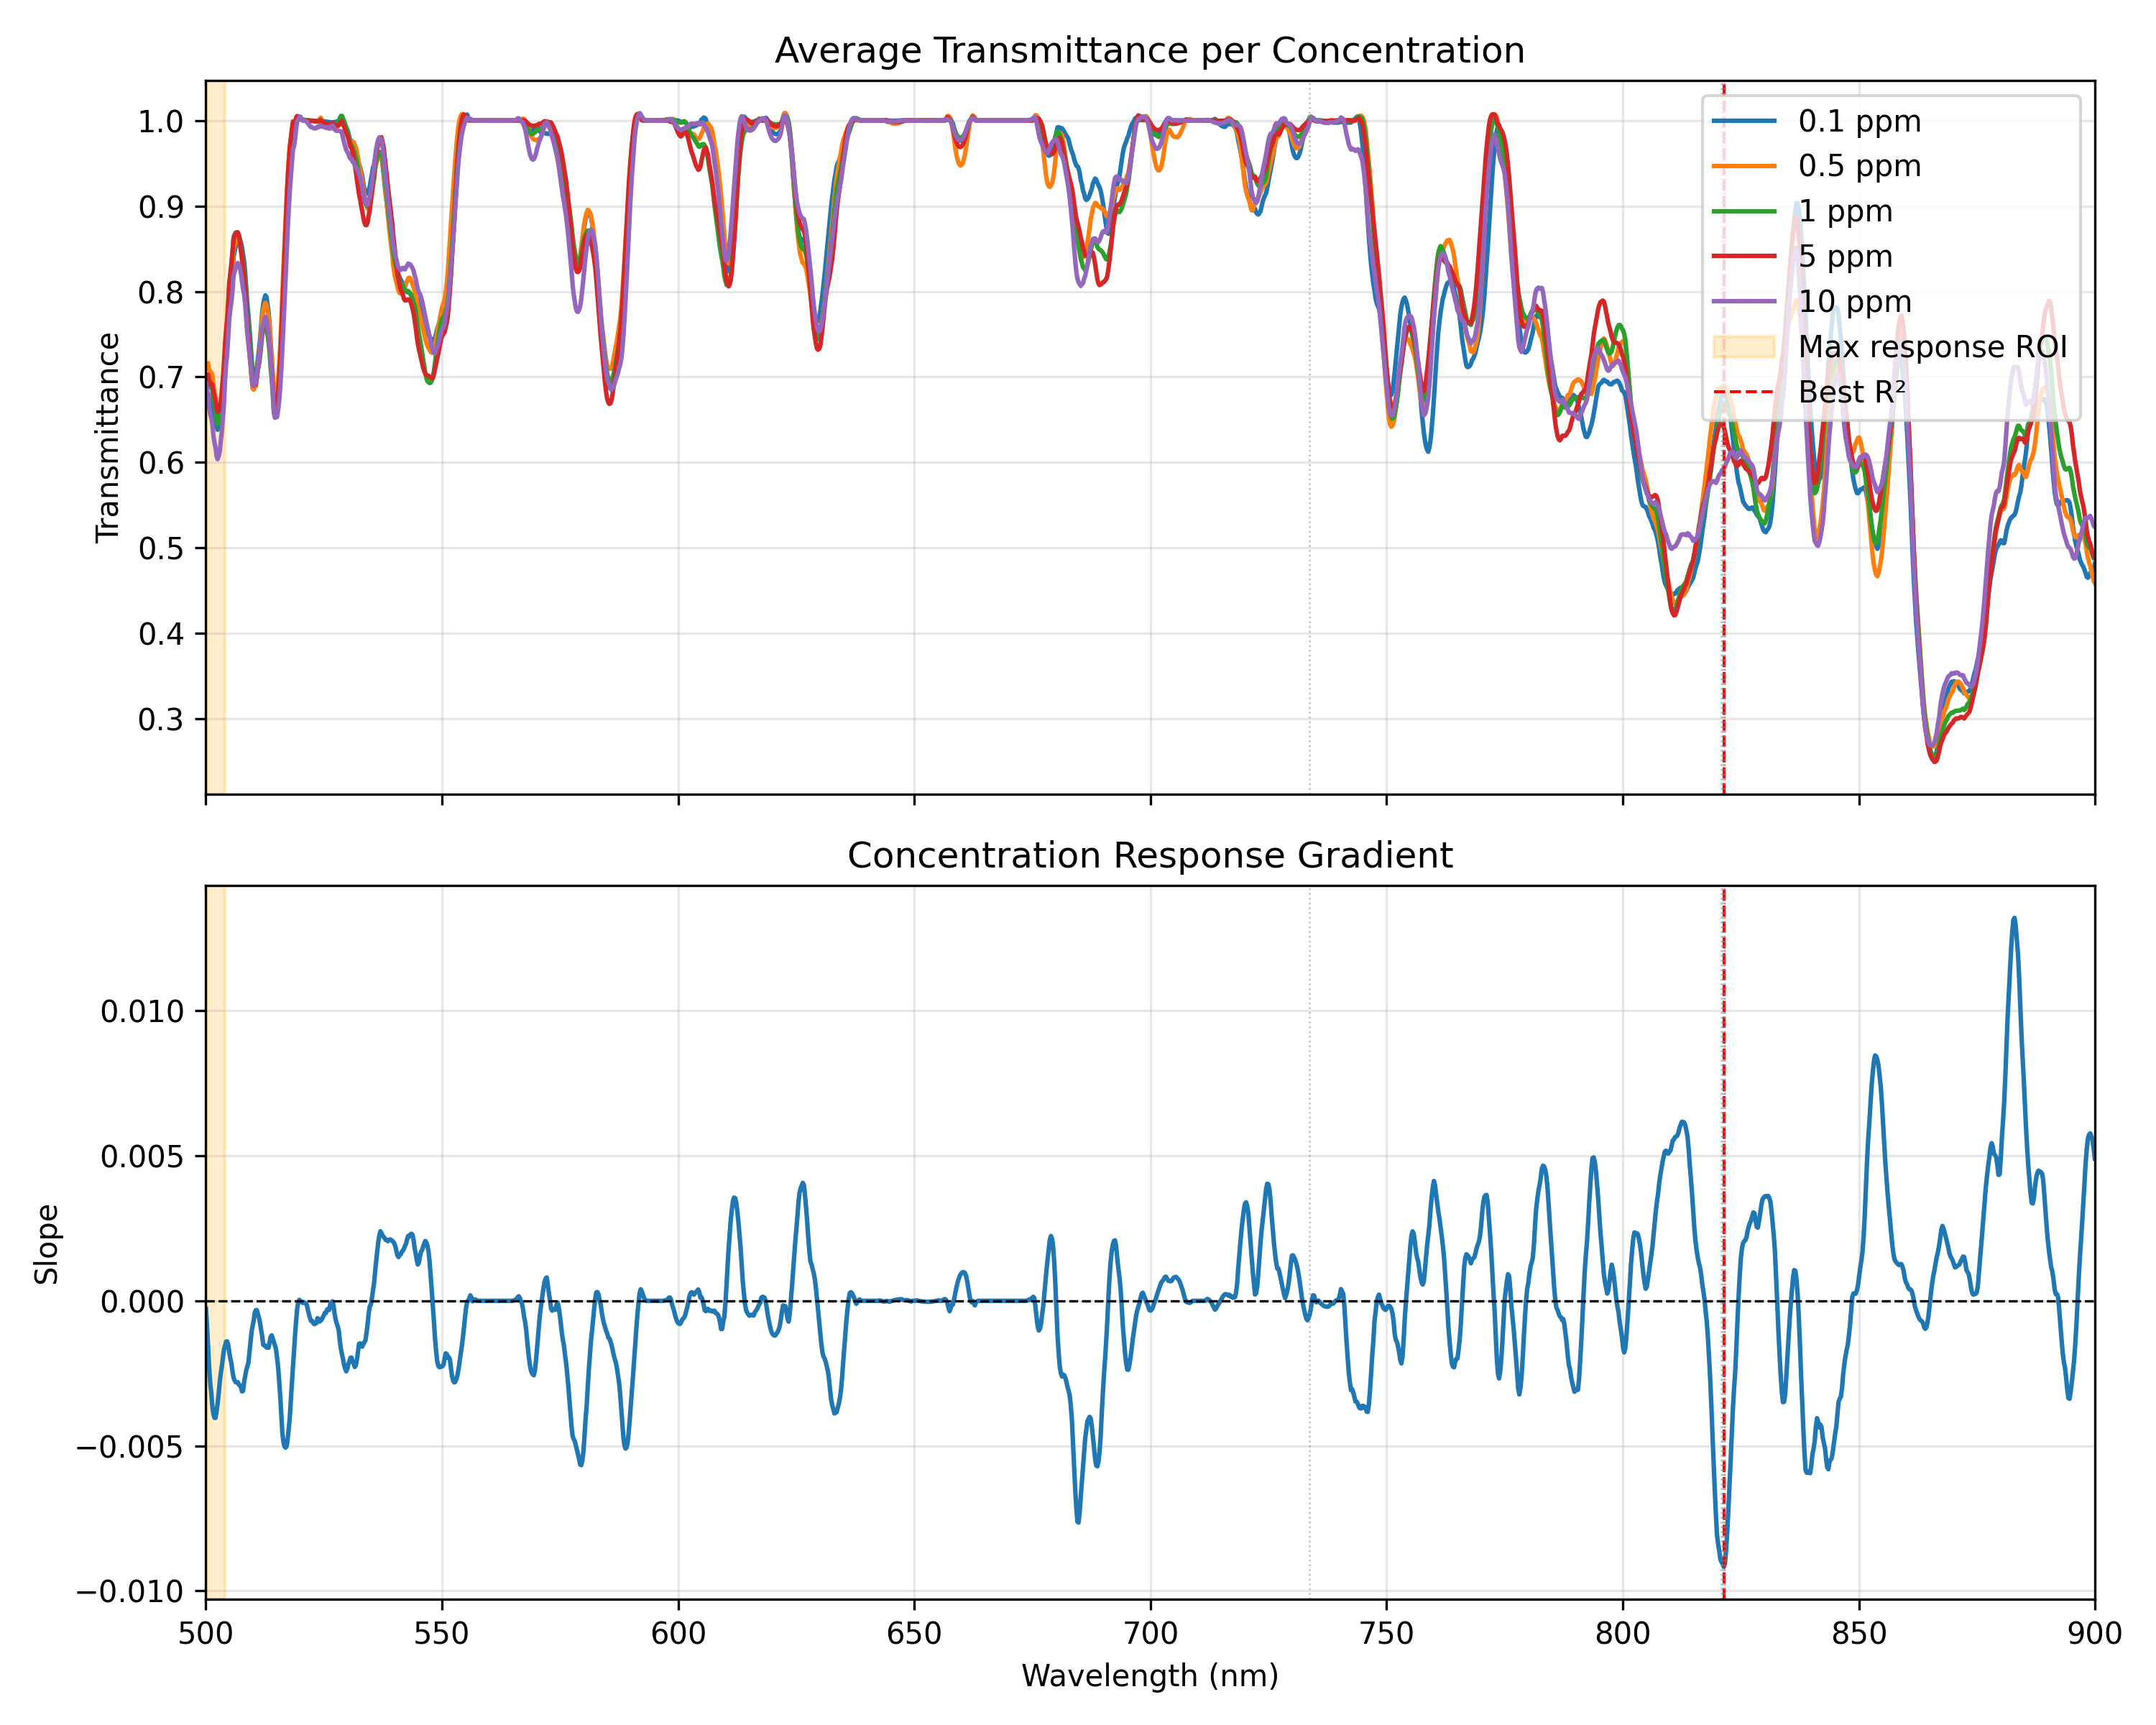 Average Transmittance per Concentration
Transmittance
1.0
0.9
0.8
0.7
0.6
0.5
0.4
0.3
0.1 ppm
0.5 ppm
1 ppm
5 ppm
10 ppm
Max response ROI
Best R²
Concentration Response Gradient
Slope
0.010
0.005
0.000
−0.005
−0.010
500
550
600
650
700
750
800
850
900
Wavelength (nm)